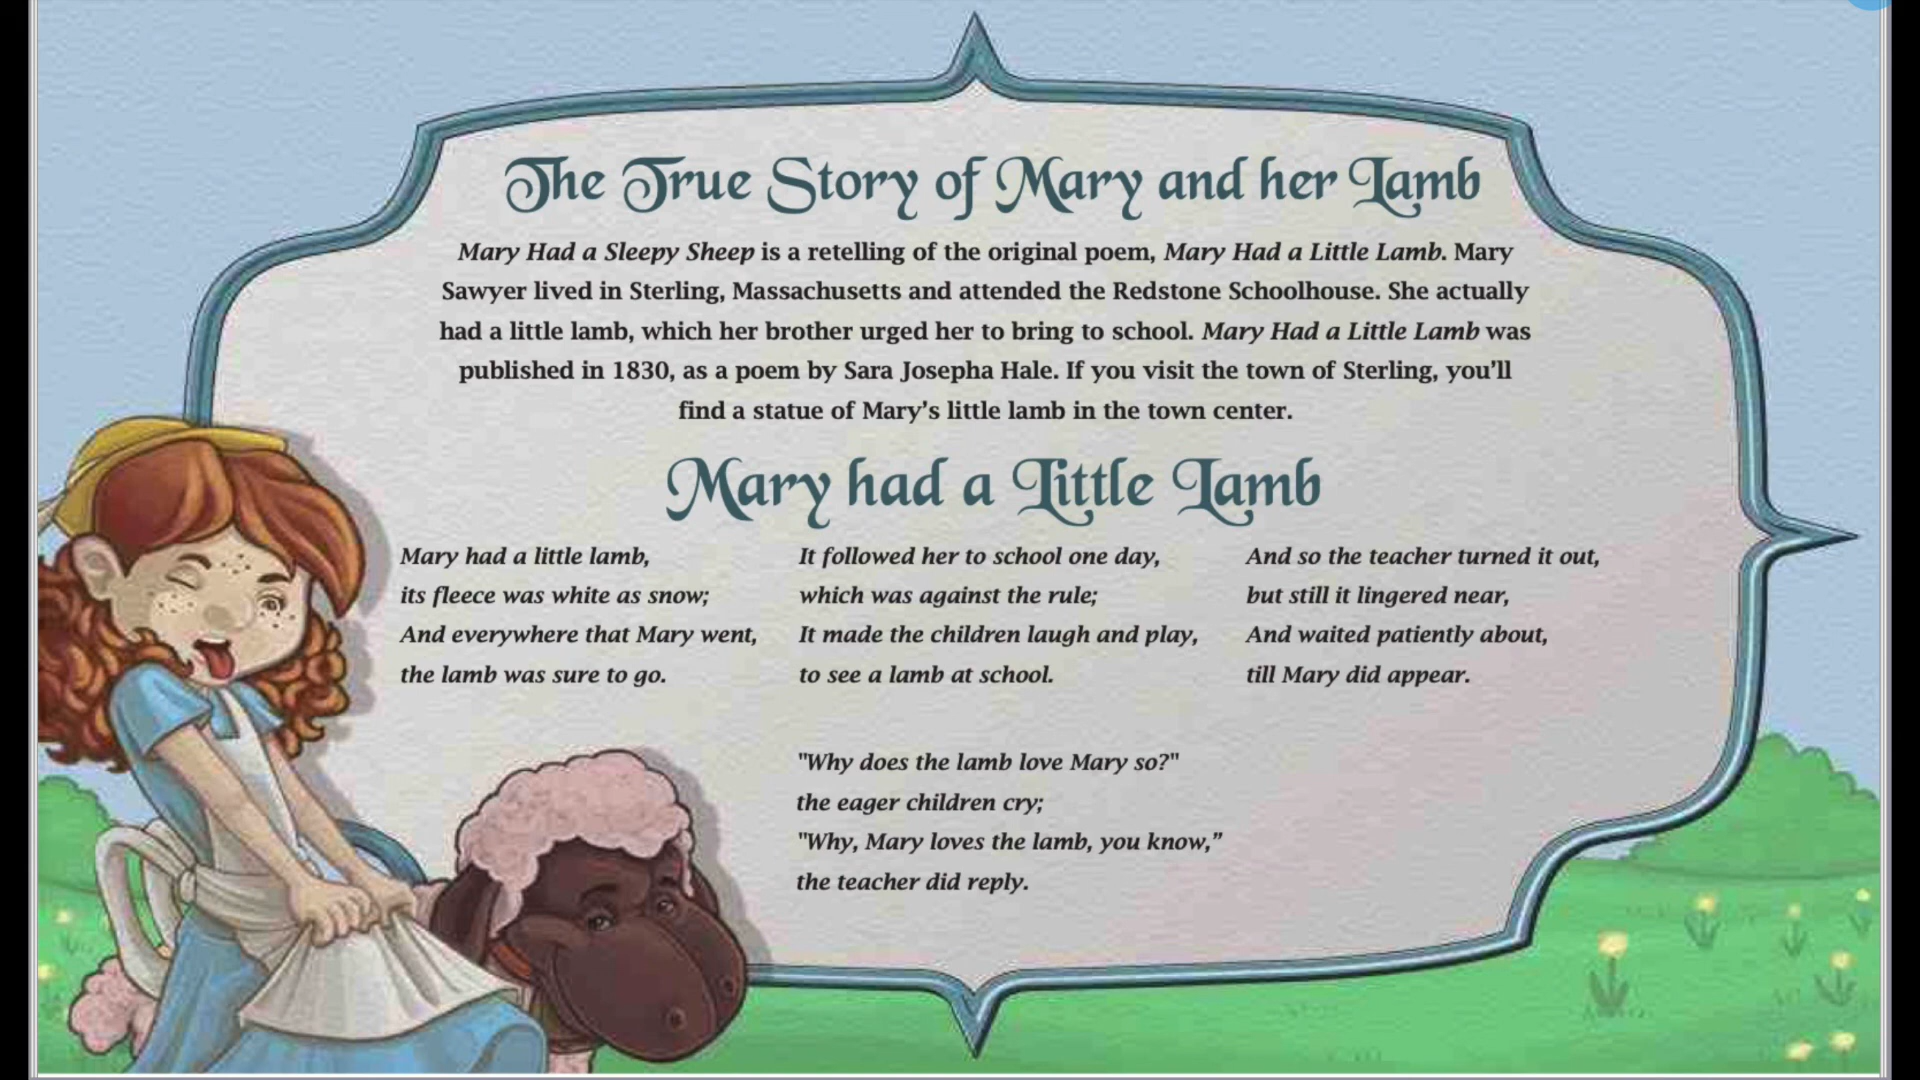 The True Story of Mary and her Lamb
Mary Had a Sleepy Sheep is a retelling of the original poem, Mary Had a Little Lamb. Mary
Sawyer lived in Sterling, Massachusetts and attended the Redstone Schoolhouse. She actually
had a little lamb, which her brother urged her to bring to school. Mary Had a Little Lamb was
published in 1830, as a poem by Sara Josepha Hale. If you visit the town of Sterling, you'll
find a statue of Mary's little lamb in the town center.
Mary had a Little Lamb
Mary had a little lamb,
its fleece was white as snow;
And everywhere that Mary went,
the lamb was sure to go.
It followed her to school one day,
which was against the rule;
It made the children laugh and play,
to see a lamb at school.
And so the teacher turned it out,
but still it lingered near,
And waited patiently about,
till Mary did appear.
"Why does the lamb love Mary so?"
the eager children cry;
"Why, Mary loves the lamb, you know,”
the teacher did reply.